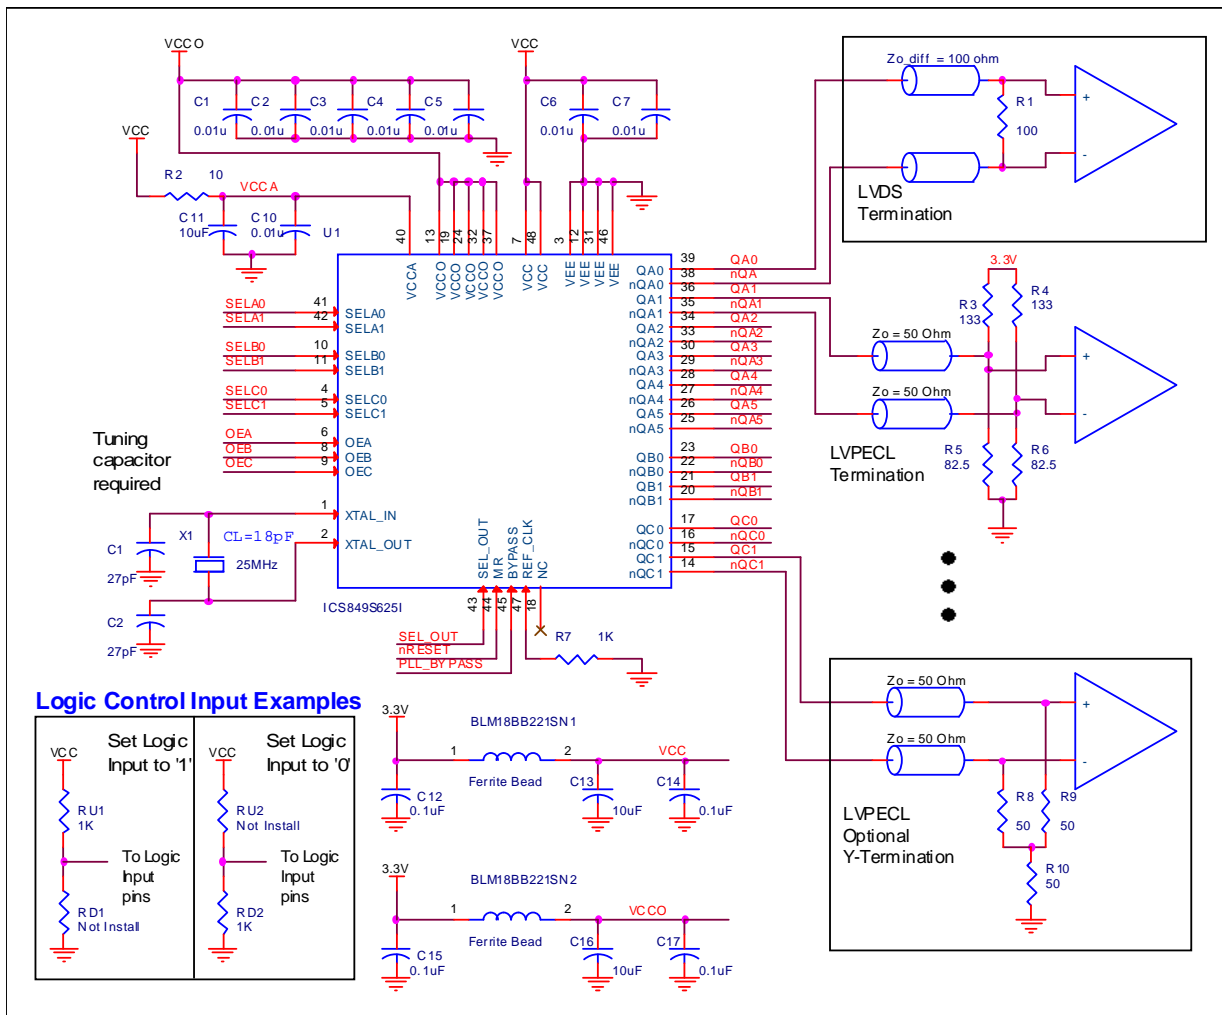 VCCO
VCC
C1
C2
C3
C4
C5
0.01u
0.01u
0.01u
0.01u
0.01u
C6
C7
0.01u
0.01u
VCC
R2
10
VCCA
C11
10uF
C10
0.01u
U1
40
13
19
24
32
37
7
48
3
12
31
46
VCCA
VCCO
VCCO
VCCO
VCCO
VCCO
VCC
VCC
VEE
VEE
VEE
VEE
SELA0
41
SELA0
SELA1
42
SELA1
SELB0
10
SELB0
SELB1
11
SELB1
SELC0
4
SELC0
SELC1
5
SELC1
OEA
6
OEA
OEB
8
OEB
OEC
9
OEC
Tuning
capacitor
required
1
XTAL_IN
2
XTAL_OUT
C1
27pF
X1
CL=18pF
25MHz
C2
27pF
ICS849S625I
SEL_OUT
MR
BYPASS
REF_CLK
NC
43
44
45
47
18
SEL_OUT
nRESET
PLL_BYPASS
R7
1K
QA0
39
QA0
nQA0
38
nQA
QA1
36
QA1
nQA1
35
nQA1
QA2
34
QA2
nQA2
33
nQA2
QA3
30
QA3
nQA3
29
nQA3
QA4
28
QA4
nQA4
27
nQA4
QA5
26
QA5
nQA5
25
nQA5
QB0
23
QB0
nQB0
22
nQB0
QB1
21
QB1
nQB1
20
nQB1
QC0
17
QC0
nQC0
16
nQC0
QC1
15
QC1
nQC1
14
nQC1
Zo_diff = 100 ohm
R1
100
+
-
LVDS
Termination
3.3V
R3
133
R4
133
Zo = 50 Ohm
Zo = 50 Ohm
+
-
R5
82.5
R6
82.5
LVPECL
Termination
Zo = 50 Ohm
Zo = 50 Ohm
+
-
R8
50
R9
50
R10
50
LVPECL
Optional
Y-Termination
Logic Control Input Examples
VCC
Set Logic
Input to '1'
RU1
1K
To Logic
Input
pins
RD1
Not Install
VCC
Set Logic
Input to '0'
RU2
Not Install
To Logic
Input
pins
RD2
1K
3.3V
BLM18BB221SN1
1
2
VCC
Ferrite Bead
C12
0.1uF
C13
10uF
C14
0.1uF
3.3V
BLM18BB221SN2
1
2
VCCO
Ferrite Bead
C15
0.1uF
C16
10uF
C17
0.1uF